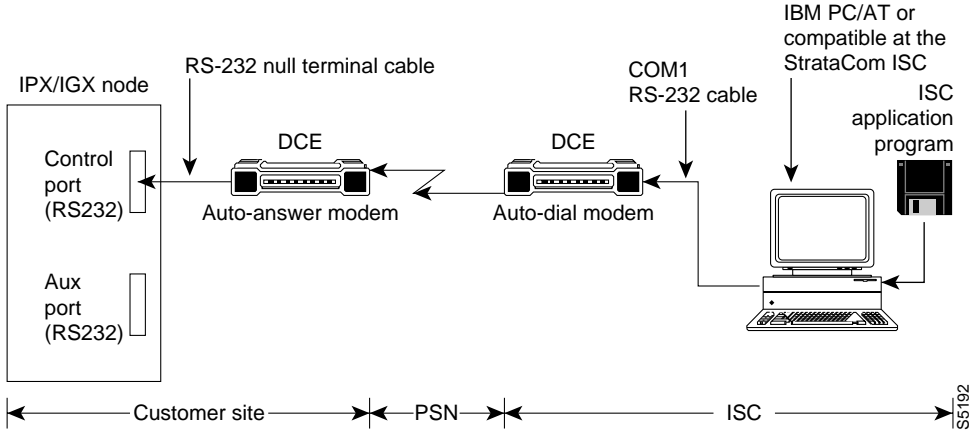 IBM PC/AT or
compatible at the
StrataCom ISC
IPX/IGX node
RS-232 null terminal cable
COM1
RS-232 cable
ISC
application
program
Control
port
(RS232)
DCE
DCE
Auto-answer modem
Auto-dial modem
Aux
port
(RS232)
Customer site
PSN
ISC
S5192